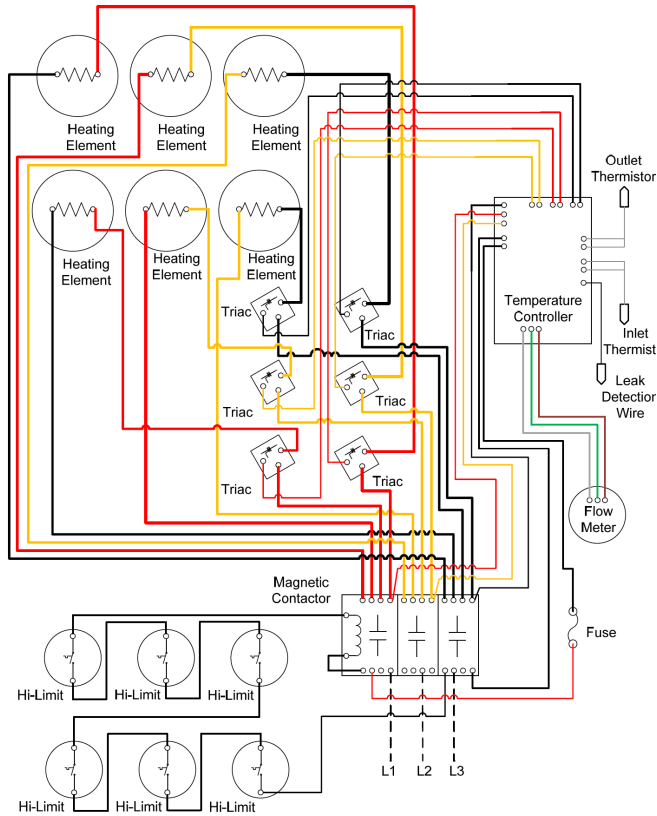 Heating
Element
Heating
Element
Heating
Element
Outlet
Thermistor
Heating
Element
Heating
Element
Heating
Element
Triac
Triac
Temperature
Controller
Inlet
Thermist
Leak
Detection
Wire
Triac
Triac
Triac
Triac
Flow
Meter
Magnetic
Contactor
Fuse
Hi-Limit
Hi-Limit
Hi-Limit
L1
L2
L3
Hi-Limit
Hi-Limit
Hi-Limit